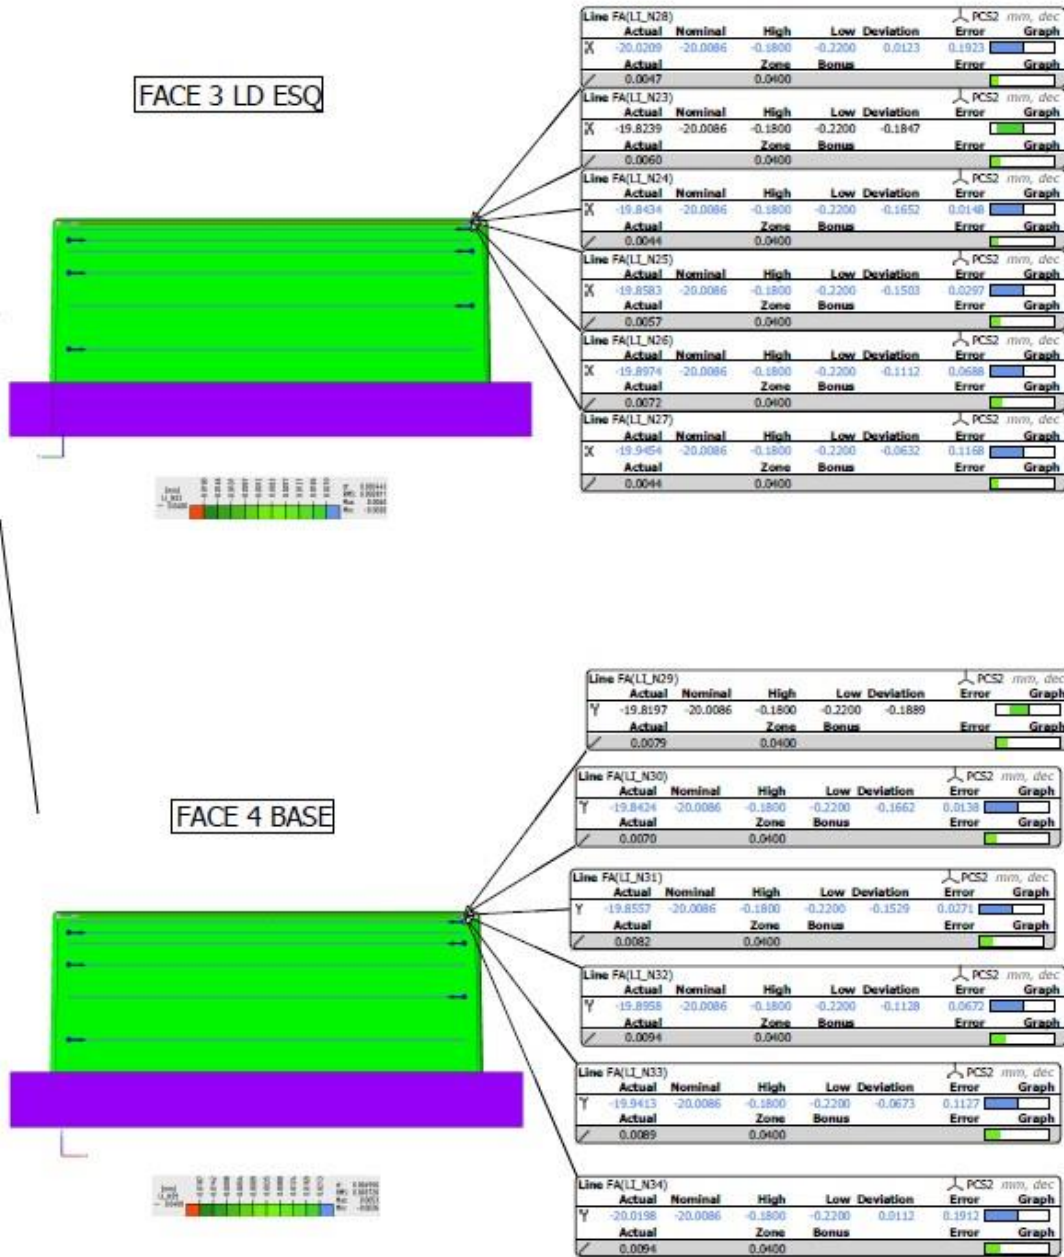 FACE 3 LD ESQ
Line FA(LI_N28) PCS2 mm, dec
Actual Nominal High Low Deviation Error Graph
X -20.0209 -20.0086 -0.1800 -0.2200 0.0123 0.1923
Actual Zone Bonus Error Graph
0.0047 0.0400
Line FA(LI_N23) PCS2 mm, dec
Actual Nominal High Low Deviation Error Graph
X -19.8239 -20.0086 -0.1800 -0.2200 -0.1847
Actual Zone Bonus Error Graph
0.0060 0.0400
Line FA(LI_N24) PCS2 mm, dec
Actual Nominal High Low Deviation Error Graph
X -19.8434 -20.0086 -0.1800 -0.2200 -0.1652 0.0148
Actual Zone Bonus Error Graph
0.0044 0.0400
Line FA(LI_N25) PCS2 mm, dec
Actual Nominal High Low Deviation Error Graph
X -19.8583 -20.0086 -0.1800 -0.2200 -0.1503 0.0297
Actual Zone Bonus Error Graph
0.0057 0.0400
Line FA(LI_N26) PCS2 mm, dec
Actual Nominal High Low Deviation Error Graph
X -19.8974 -20.0086 -0.1800 -0.2200 -0.1112 0.0688
Actual Zone Bonus Error Graph
0.0072 0.0400
Line FA(LI_N27) PCS2 mm, dec
Actual Nominal High Low Deviation Error Graph
X -19.9454 -20.0086 -0.1800 -0.2200 -0.0632 0.1168
Actual Zone Bonus Error Graph
0.0044 0.0400
FACE 4 BASE
Line FA(LI_N29) PCS2 mm, dec
Actual Nominal High Low Deviation Error Graph
Y -19.8197 -20.0086 -0.1800 -0.2200 -0.1889
Actual Zone Bonus Error Graph
0.0079 0.0400
Line FA(LI_N30) PCS2 mm, dec
Actual Nominal High Low Deviation Error Graph
Y -19.8424 -20.0086 -0.1800 -0.2200 -0.1662 0.0138
Actual Zone Bonus Error Graph
0.0070 0.0400
Line FA(LI_N31) PCS2 mm, dec
Actual Nominal High Low Deviation Error Graph
Y -19.8557 -20.0086 -0.1800 -0.2200 -0.1529 0.0271
Actual Zone Bonus Error Graph
0.0082 0.0400
Line FA(LI_N32) PCS2 mm, dec
Actual Nominal High Low Deviation Error Graph
Y -19.8958 -20.0086 -0.1800 -0.2200 -0.1128 0.0672
Actual Zone Bonus Error Graph
0.0094 0.0400
Line FA(LI_N33) PCS2 mm, dec
Actual Nominal High Low Deviation Error Graph
Y -19.9413 -20.0086 -0.1800 -0.2200 -0.0673 0.1127
Actual Zone Bonus Error Graph
0.0089 0.0400
Line FA(LI_N34) PCS2 mm, dec
Actual Nominal High Low Deviation Error Graph
Y -20.0198 -20.0086 -0.1800 -0.2200 0.0112 0.1912
Actual Zone Bonus Error Graph
0.0094 0.0400